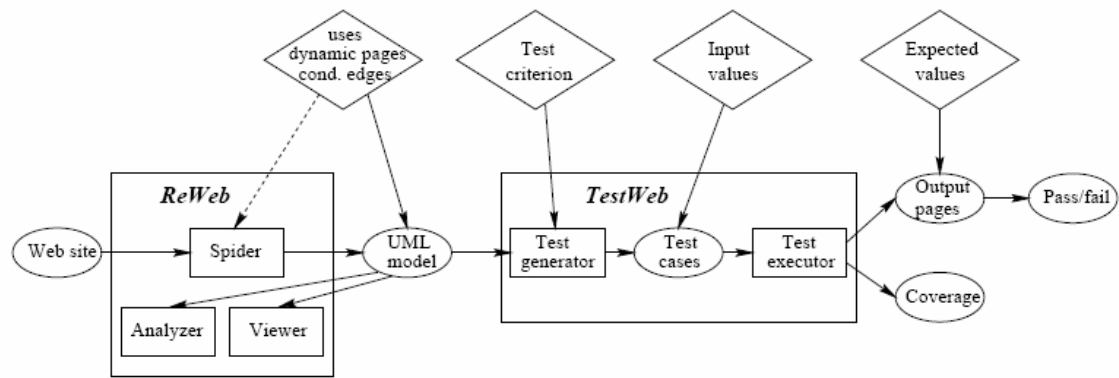 uses
dynamic pages
cond. edges
Test
criterion
Input
values
Expected
values
ReWeb
TestWeb
Web site
Spider
UML
model
Test
generator
Test
cases
Test
executor
Output
pages
Pass/fail
Analyzer
Viewer
Coverage